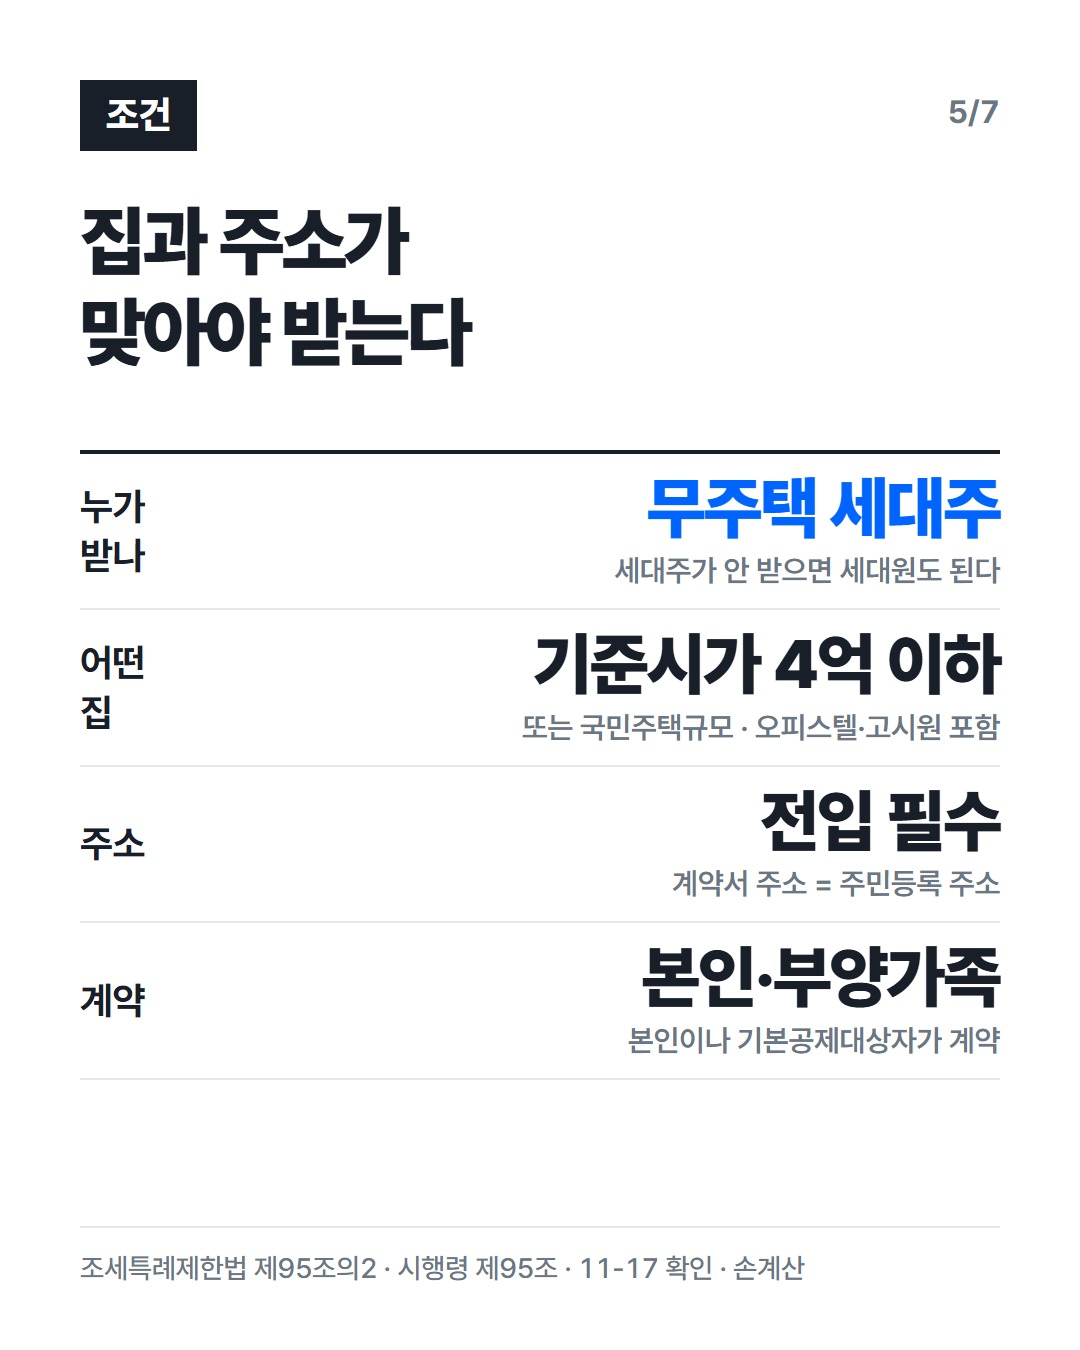 조건
5/7
집과 주소가
맞아야 받는다
누가
받나
무주택 세대주
세대주가 안 받으면 세대원도 된다
어떤
집
기준시가 4억 이하
또는 국민주택규모 · 오피스텔·고시원 포함
주소
전입 필수
계약서 주소 = 주민등록 주소
계약
본인·부양가족
본인이나 기본공제대상자가 계약
조세특례제한법 제95조의2 · 시행령 제95조 · 11-17 확인 · 손계산